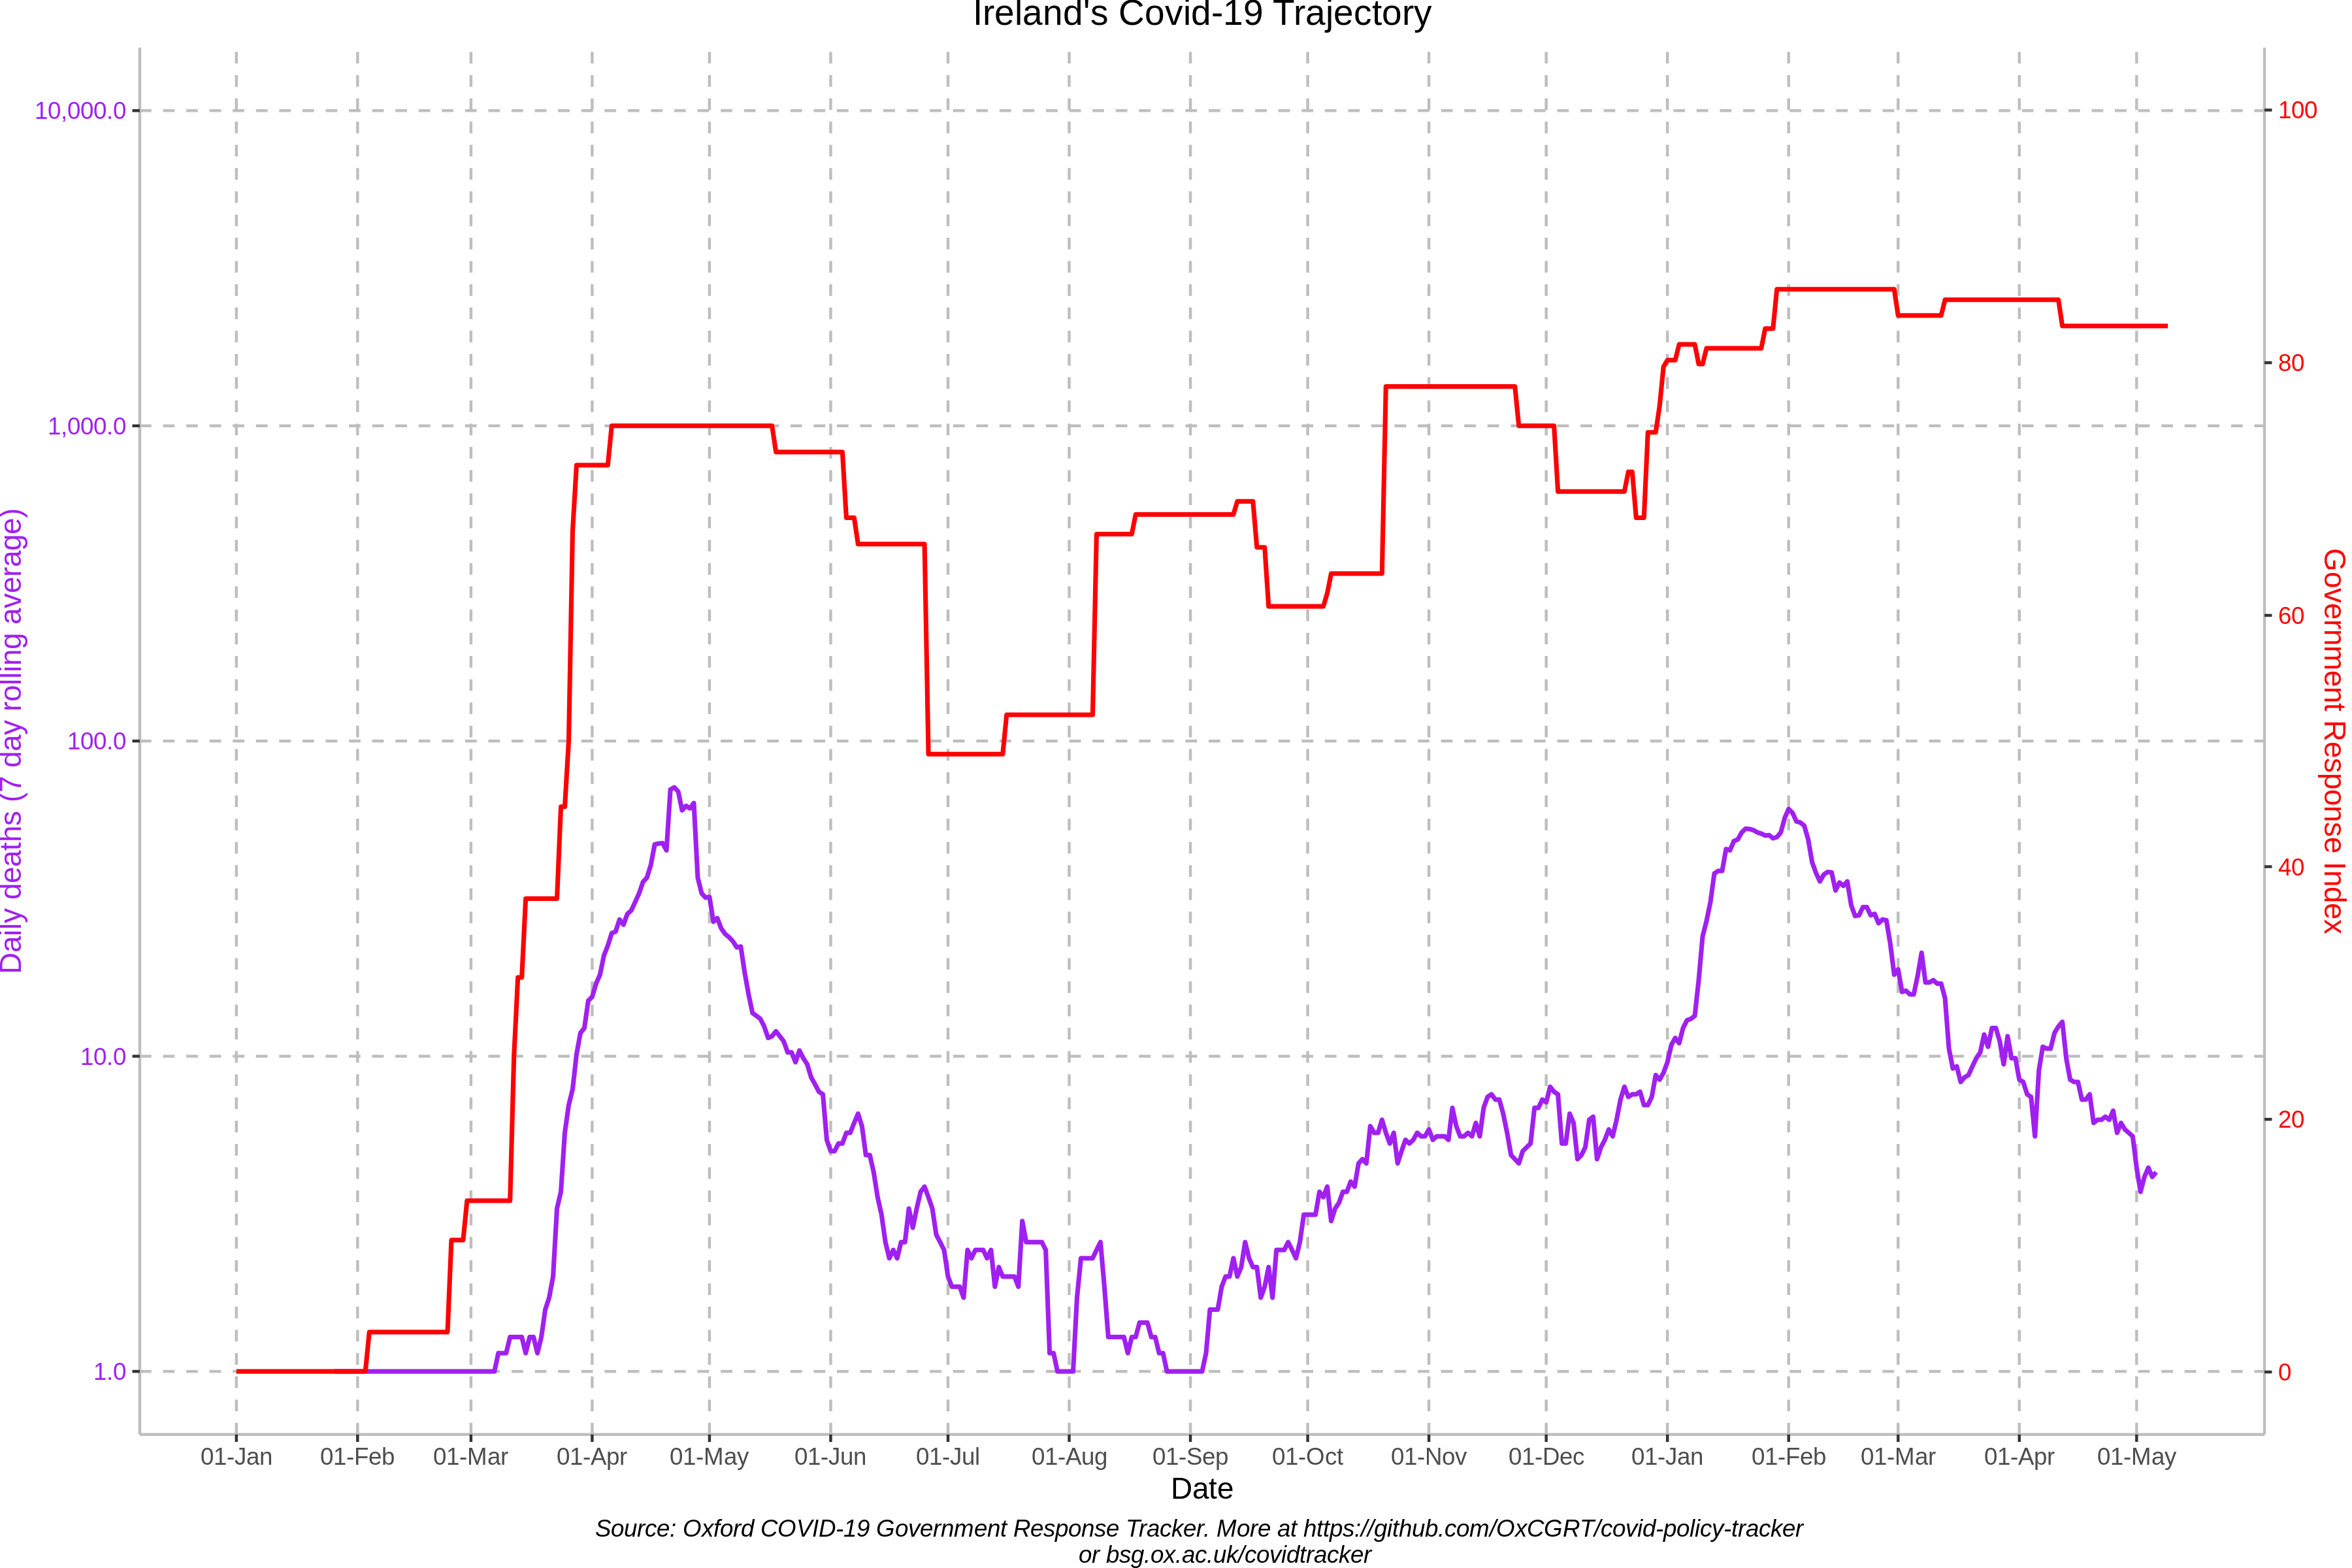 Ireland's Covid-19 Trajectory
Daily deaths (7 day rolling average)
10,000.0
1,000.0
100.0
10.0
1.0
100
80
60
40
20
0
Government Response Index
01-Jan 01-Feb 01-Mar 01-Apr 01-May 01-Jun 01-Jul 01-Aug 01-Sep 01-Oct 01-Nov 01-Dec 01-Jan 01-Feb 01-Mar 01-Apr 01-May
Date
Source: Oxford COVID-19 Government Response Tracker. More at https://github.com/OxCGRT/covid-policy-tracker
or bsg.ox.ac.uk/covidtracker